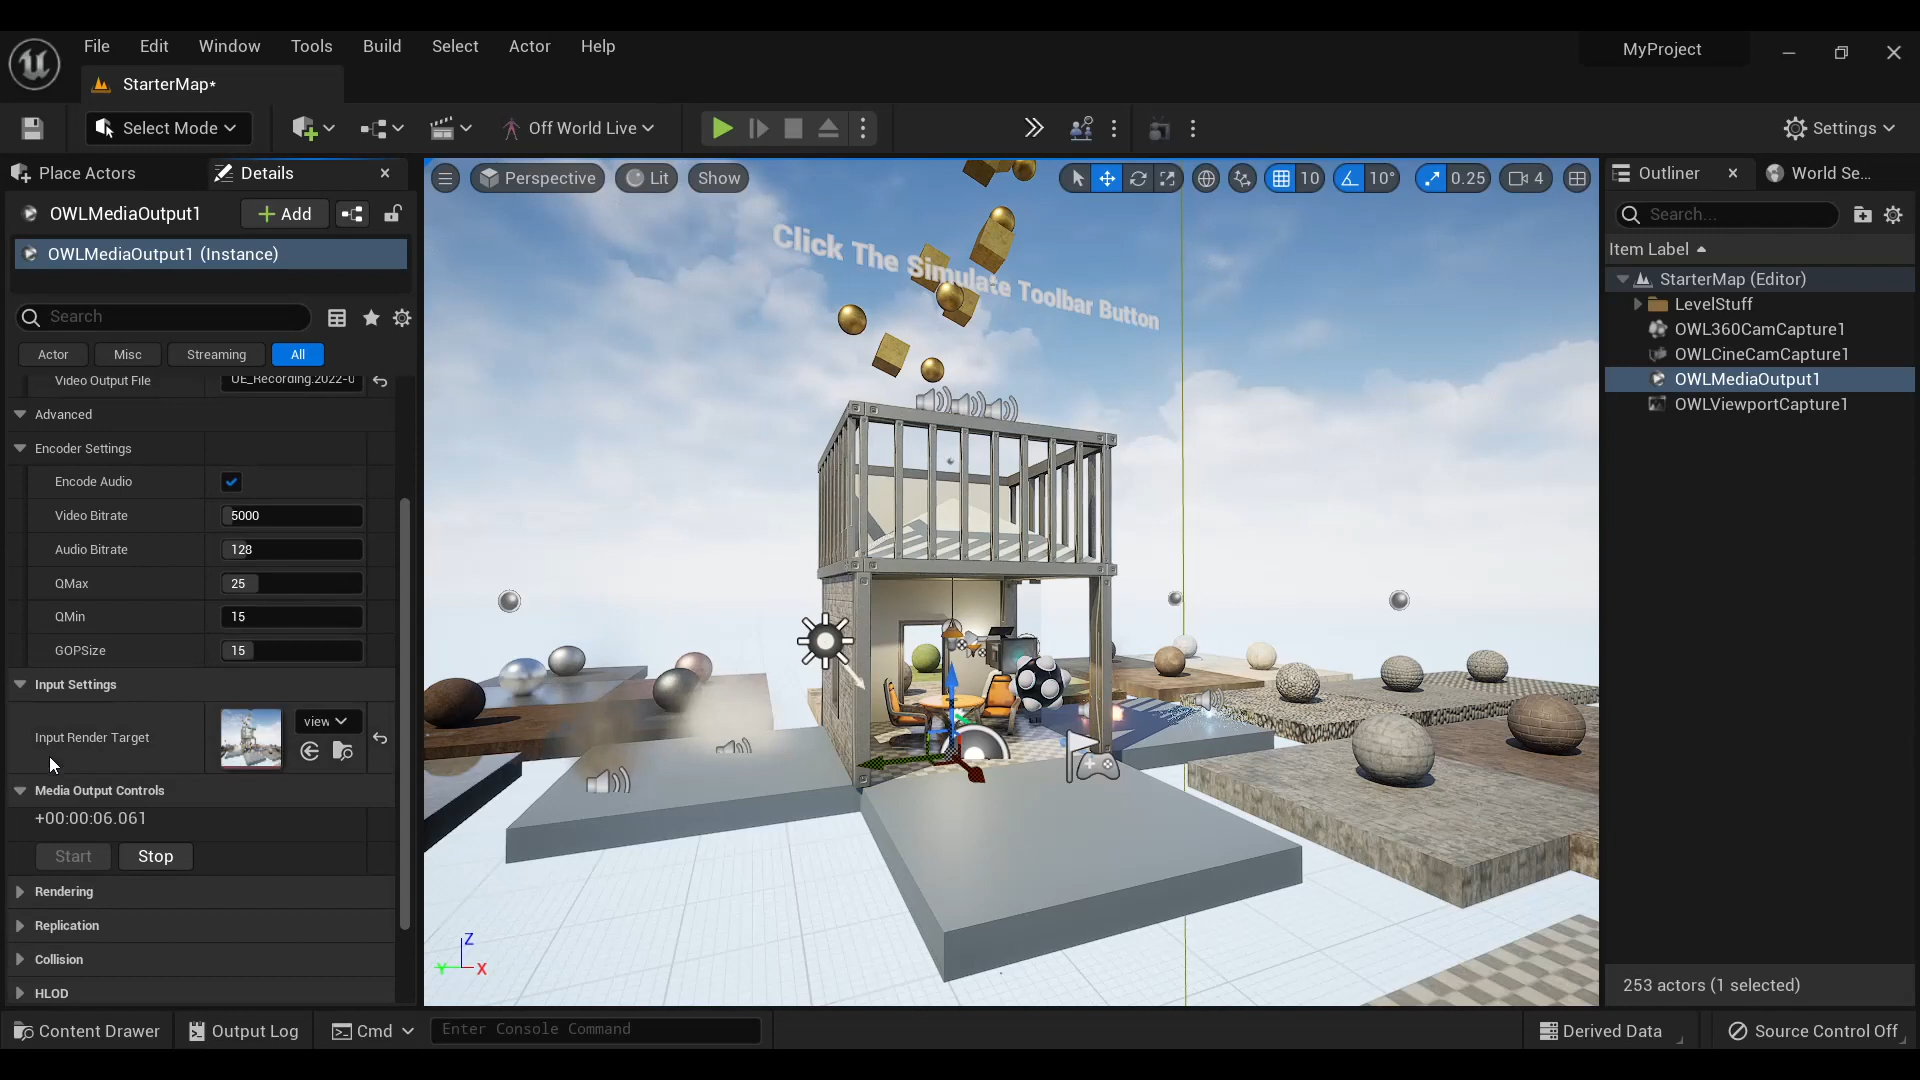 File Edit Window Tools Build Select Actor Help
MyProject
StarterMap*
Select Mode
Off World Live
Settings
Place Actors
Details
OWLMediaOutput1
Add
OWLMediaOutput1 (Instance)
Search
Actor Misc Streaming All
Video Output File
UE_Recording.2022-0
Advanced
Encoder Settings
Encode Audio
Video Bitrate 5000
Audio Bitrate 128
QMax 25
QMin 15
GOPSize 15
Input Settings
Input Render Target
view
Media Output Controls
+00:00:06.061
Start Stop
Rendering
Replication
Collision
HLOD
Perspective Lit Show
10 10° 0.25 4
Click The Simulate Toolbar Button
Z
Y X
Outliner
World Se...
Search...
Item Label
StarterMap (Editor)
LevelStuff
OWL360CamCapture1
OWLCineCamCapture1
OWLMediaOutput1
OWLViewportCapture1
253 actors (1 selected)
Content Drawer
Output Log
Cmd
Enter Console Command
Derived Data
Source Control Off